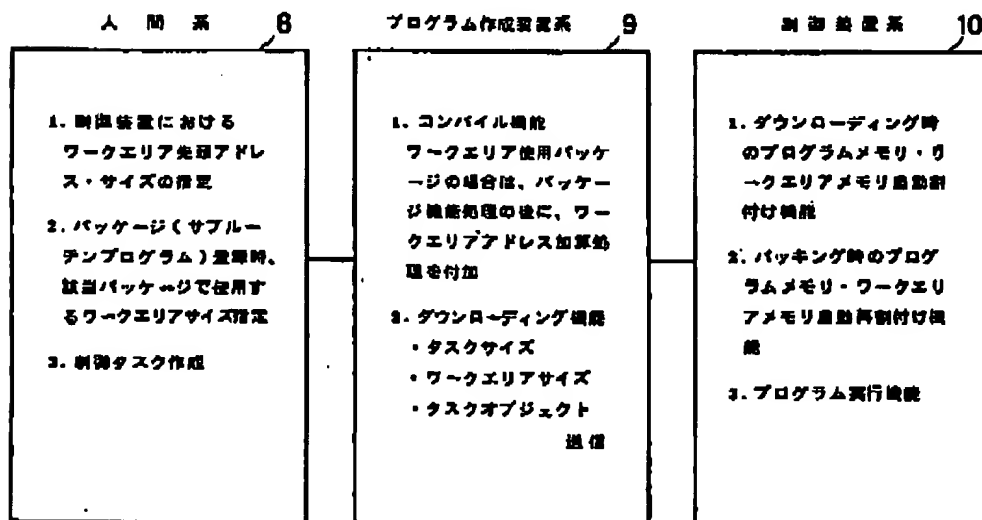 人間系 8
1. 制御装置における
ワークエリア先頭アドレ
ス・サイズの指定
2. パッケージ(サブルー
チンプログラム)登録時、
該当パッケージで使用す
るワークエリアサイズ指定
3. 制御タスク作成
プログラム作成装置系 9
1. コンパイル機能
ワークエリア使用パッケ
ージの場合は、パッケー
ジ機能処理の後に、ワー
クエリアアドレス加算処
理を付加
2. ダウンローディング機能
・タスクサイズ
・ワークエリアサイズ
・タスクオブジェクト
送信
制御装置系 10
1. ダウンローディング時
のプログラムメモリ・ワ
ークエリアメモリ自動割
付け機能
2. パッキング時のプログ
ラムメモリ・ワークエリ
アメモリ自動再割付け機
能
3. プログラム実行機能